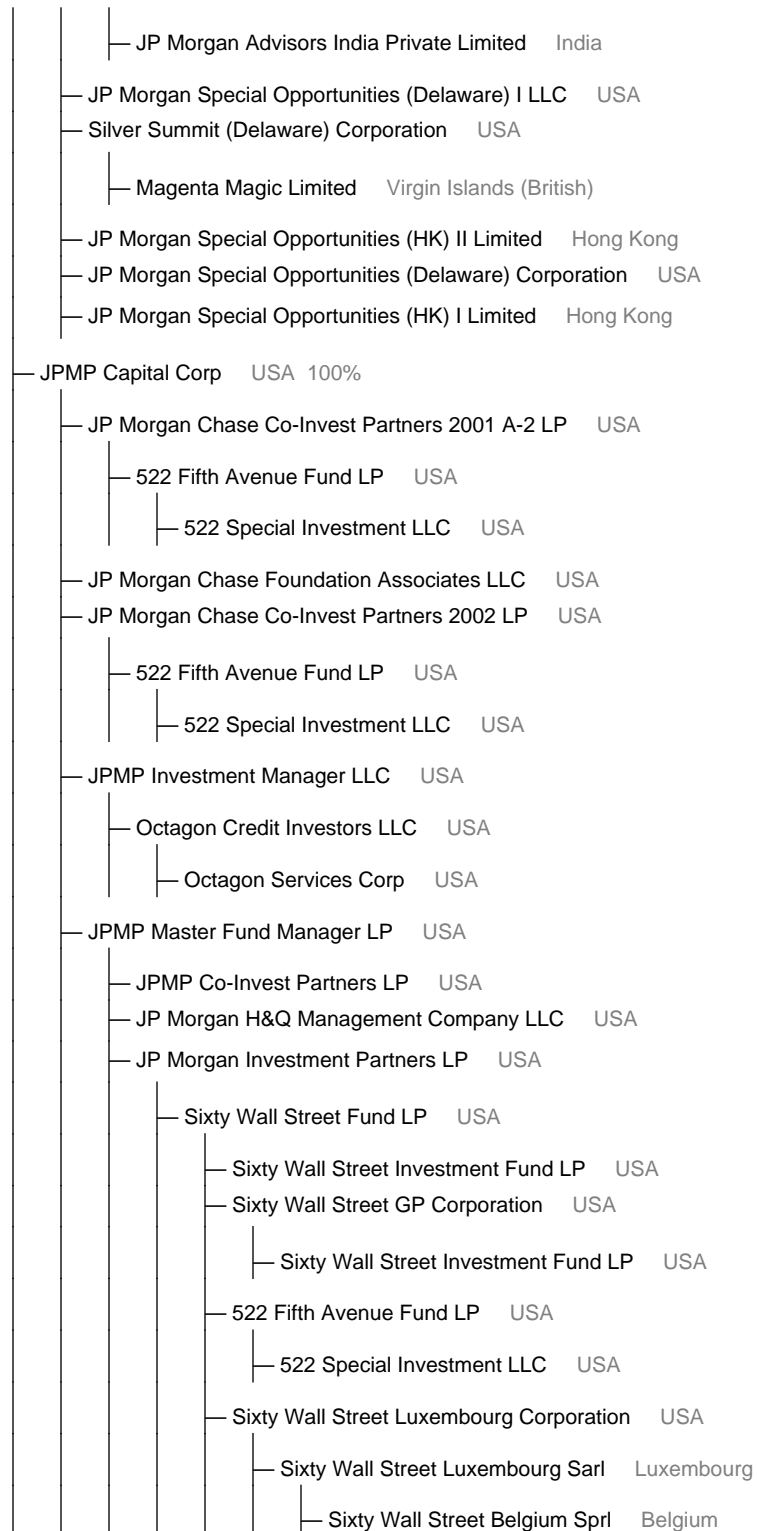 JP Morgan Advisors India Private Limited India
JP Morgan Special Opportunities (Delaware) I LLC USA
Silver Summit (Delaware) Corporation USA
Magenta Magic Limited Virgin Islands (British)
JP Morgan Special Opportunities (HK) II Limited Hong Kong
JP Morgan Special Opportunities (Delaware) Corporation USA
JP Morgan Special Opportunities (HK) I Limited Hong Kong
JPMP Capital Corp USA 100%
JP Morgan Chase Co-Invest Partners 2001 A-2 LP USA
522 Fifth Avenue Fund LP USA
522 Special Investment LLC USA
JP Morgan Chase Foundation Associates LLC USA
JP Morgan Chase Co-Invest Partners 2002 LP USA
522 Fifth Avenue Fund LP USA
522 Special Investment LLC USA
JPMP Investment Manager LLC USA
Octagon Credit Investors LLC USA
Octagon Services Corp USA
JPMP Master Fund Manager LP USA
JPMP Co-Invest Partners LP USA
JP Morgan H&Q Management Company LLC USA
JP Morgan Investment Partners LP USA
Sixty Wall Street Fund LP USA
Sixty Wall Street Investment Fund LP USA
Sixty Wall Street GP Corporation USA
Sixty Wall Street Investment Fund LP USA
522 Fifth Avenue Fund LP USA
522 Special Investment LLC USA
Sixty Wall Street Luxembourg Corporation USA
Sixty Wall Street Luxembourg Sarl Luxembourg
Sixty Wall Street Belgium Sprl Belgium